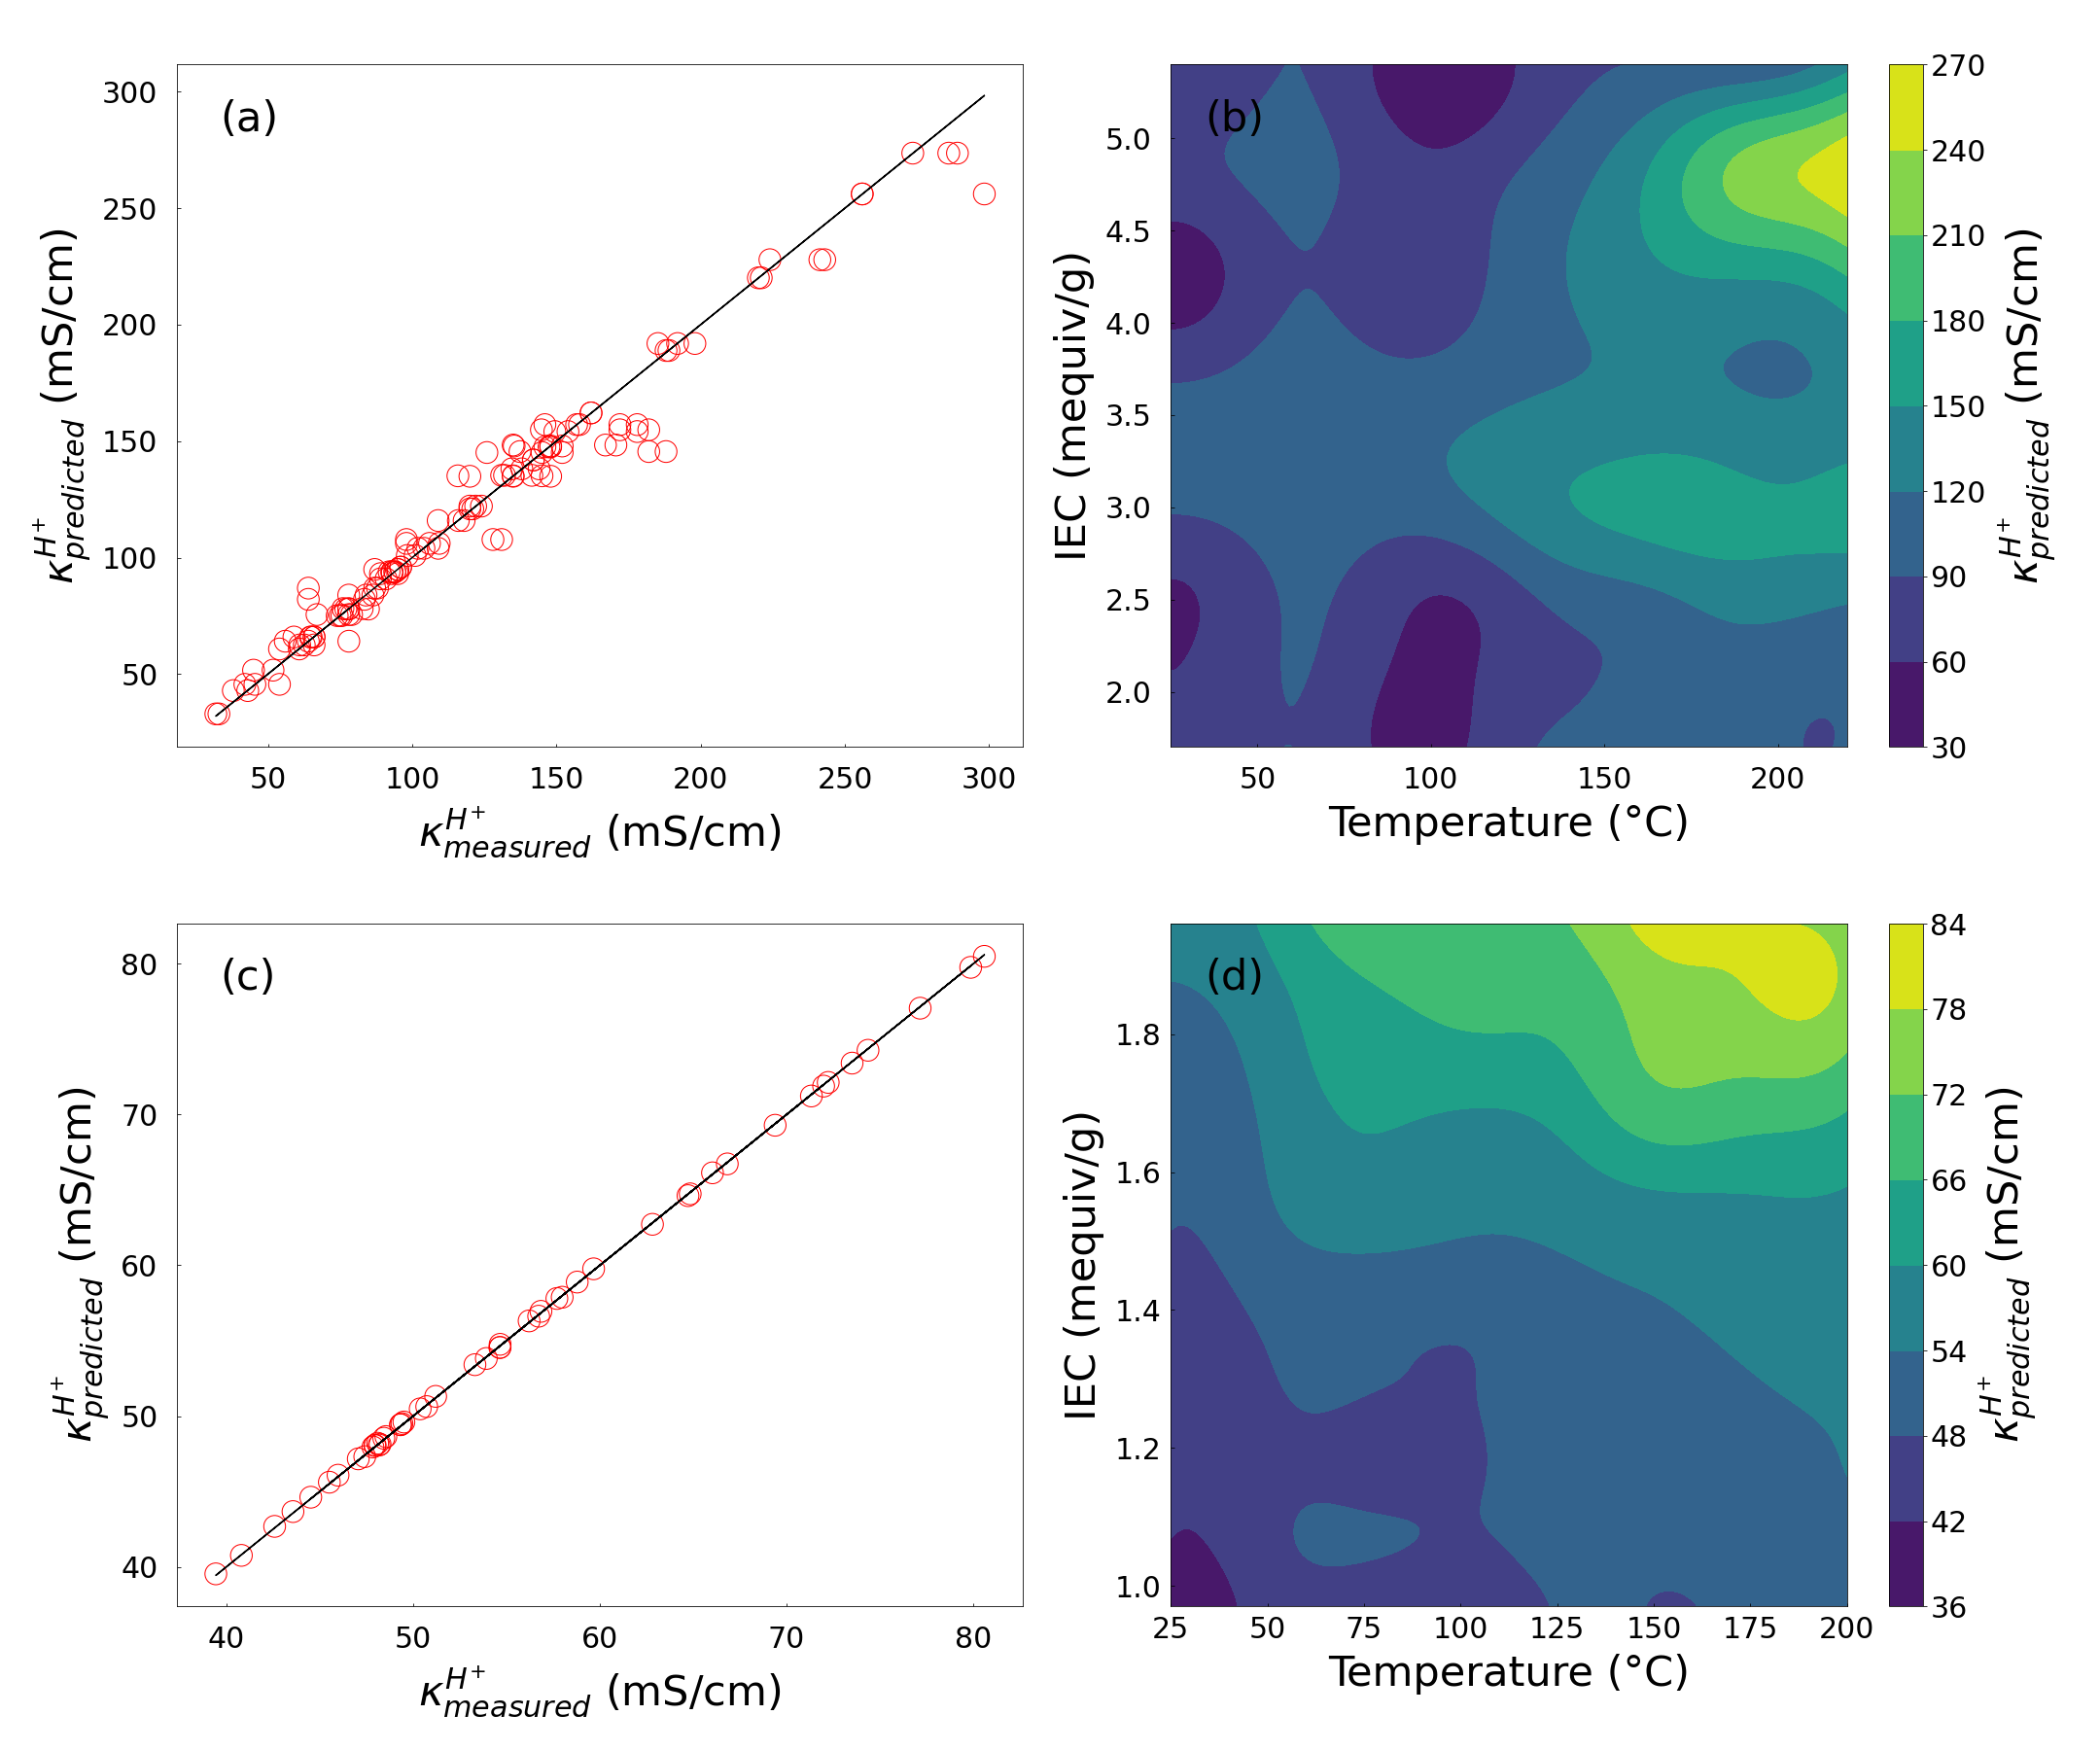 (a)
300
250
200
150
100
50
κ^{H^+}_{predicted} (mS/cm)
50 100 150 200 250 300
κ^{H^+}_{measured} (mS/cm)
(b)
5.0
4.5
4.0
3.5
3.0
2.5
2.0
IEC (mequiv/g)
50 100 150 200
Temperature (°C)
270
240
210
180
150
120
90
60
30
κ^{H^+}_{predicted} (mS/cm)
(c)
80
70
60
50
40
κ^{H^+}_{predicted} (mS/cm)
40 50 60 70 80
κ^{H^+}_{measured} (mS/cm)
(d)
1.8
1.6
1.4
1.2
1.0
IEC (mequiv/g)
25 50 75 100 125 150 175 200
Temperature (°C)
84
78
72
66
60
54
48
42
36
κ^{H^+}_{predicted} (mS/cm)